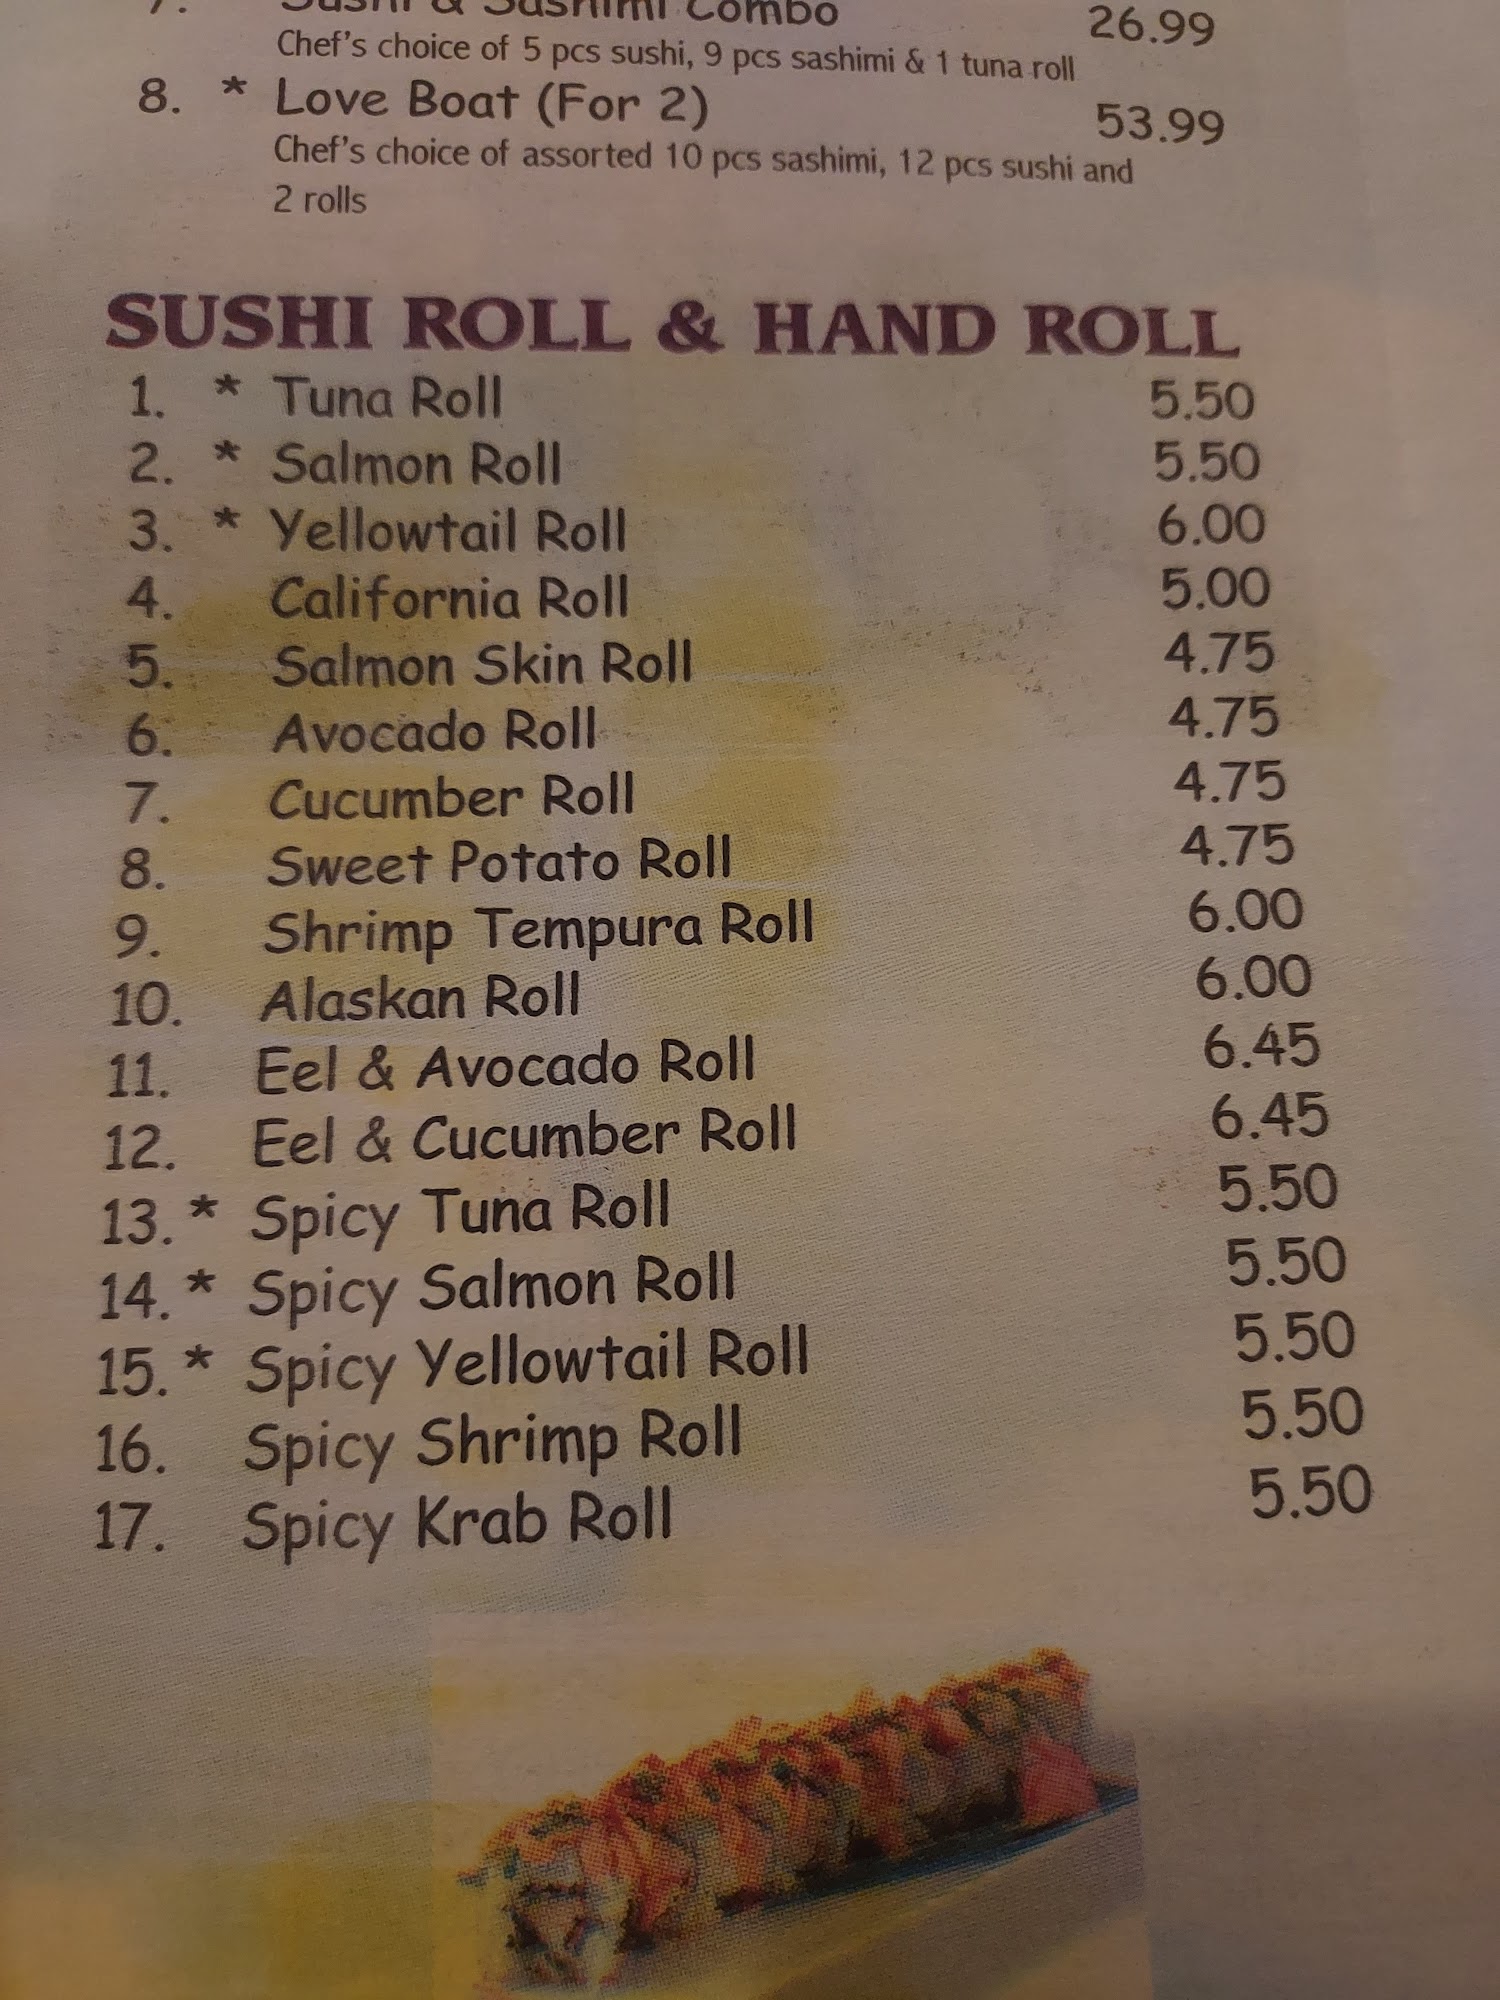 7. Sushi & Sashimi Combo 26.99
Chef's choice of 5 pcs sushi, 9 pcs sashimi & 1 tuna roll
8. * Love Boat (For 2) 53.99
Chef's choice of assorted 10 pcs sashimi, 12 pcs sushi and
2 rolls
SUSHI ROLL & HAND ROLL
1. * Tuna Roll 5.50
2. * Salmon Roll 5.50
3. * Yellowtail Roll 6.00
4. California Roll 5.00
5. Salmon Skin Roll 4.75
6. Avocado Roll 4.75
7. Cucumber Roll 4.75
8. Sweet Potato Roll 4.75
9. Shrimp Tempura Roll 6.00
10. Alaskan Roll 6.00
11. Eel & Avocado Roll 6.45
12. Eel & Cucumber Roll 6.45
13. * Spicy Tuna Roll 5.50
14. * Spicy Salmon Roll 5.50
15. * Spicy Yellowtail Roll 5.50
16. Spicy Shrimp Roll 5.50
17. Spicy Krab Roll 5.50